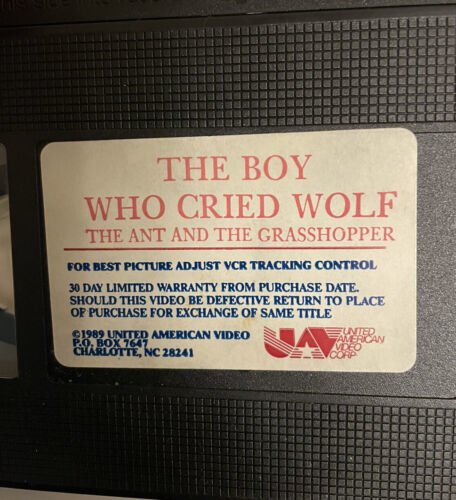 THE BOY
WHO CRIED WOLF
THE ANT AND THE GRASSHOPPER
FOR BEST PICTURE ADJUST VCR TRACKING CONTROL
30 DAY LIMITED WARRANTY FROM PURCHASE DATE.
SHOULD THIS VIDEO BE DEFECTIVE RETURN TO PLACE
OF PURCHASE FOR EXCHANGE OF SAME TITLE
©1989 UNITED AMERICAN VIDEO
P.O. BOX 7647
CHARLOTTE, NC 28241
UAV
UNITED
AMERICAN
VIDEO
CORP.